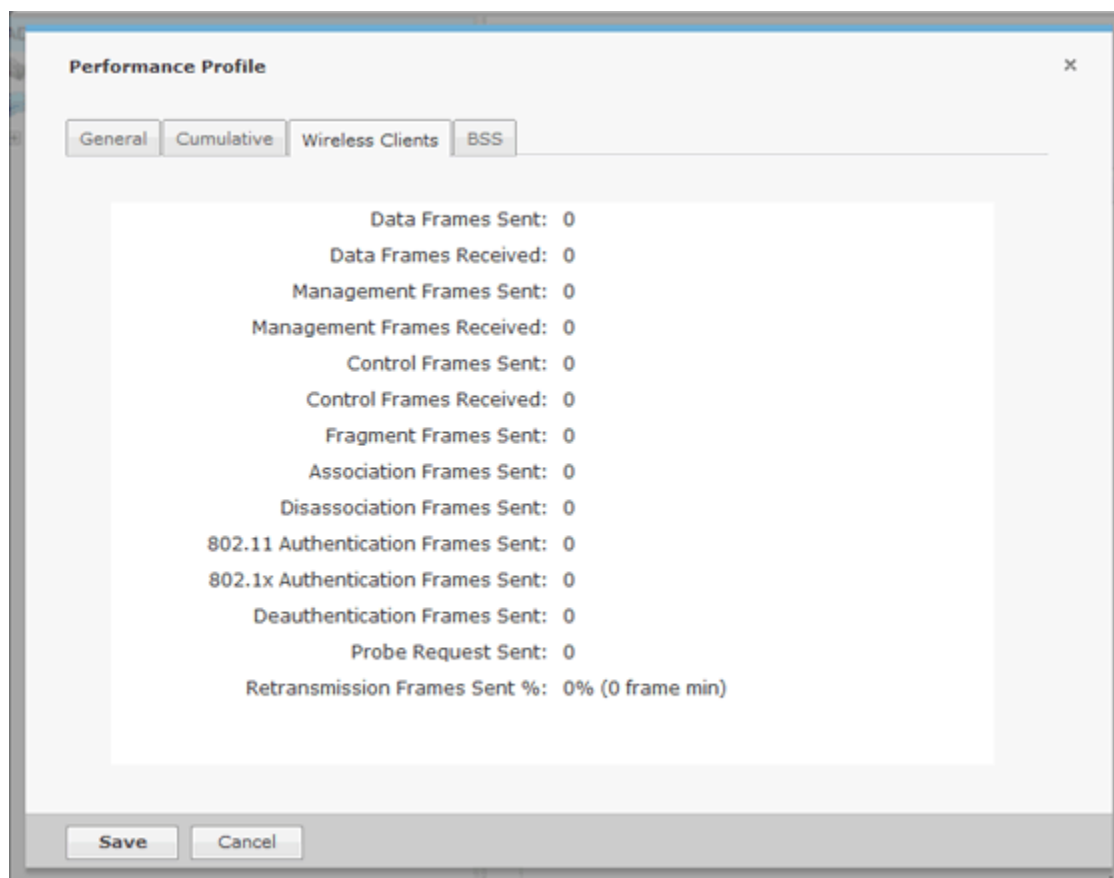 Performance Profile ×
General Cumulative Wireless Clients BSS
Data Frames Sent: 0
Data Frames Received: 0
Management Frames Sent: 0
Management Frames Received: 0
Control Frames Sent: 0
Control Frames Received: 0
Fragment Frames Sent: 0
Association Frames Sent: 0
Disassociation Frames Sent: 0
802.11 Authentication Frames Sent: 0
802.1x Authentication Frames Sent: 0
Deauthentication Frames Sent: 0
Probe Request Sent: 0
Retransmission Frames Sent %: 0% (0 frame min)
Save Cancel